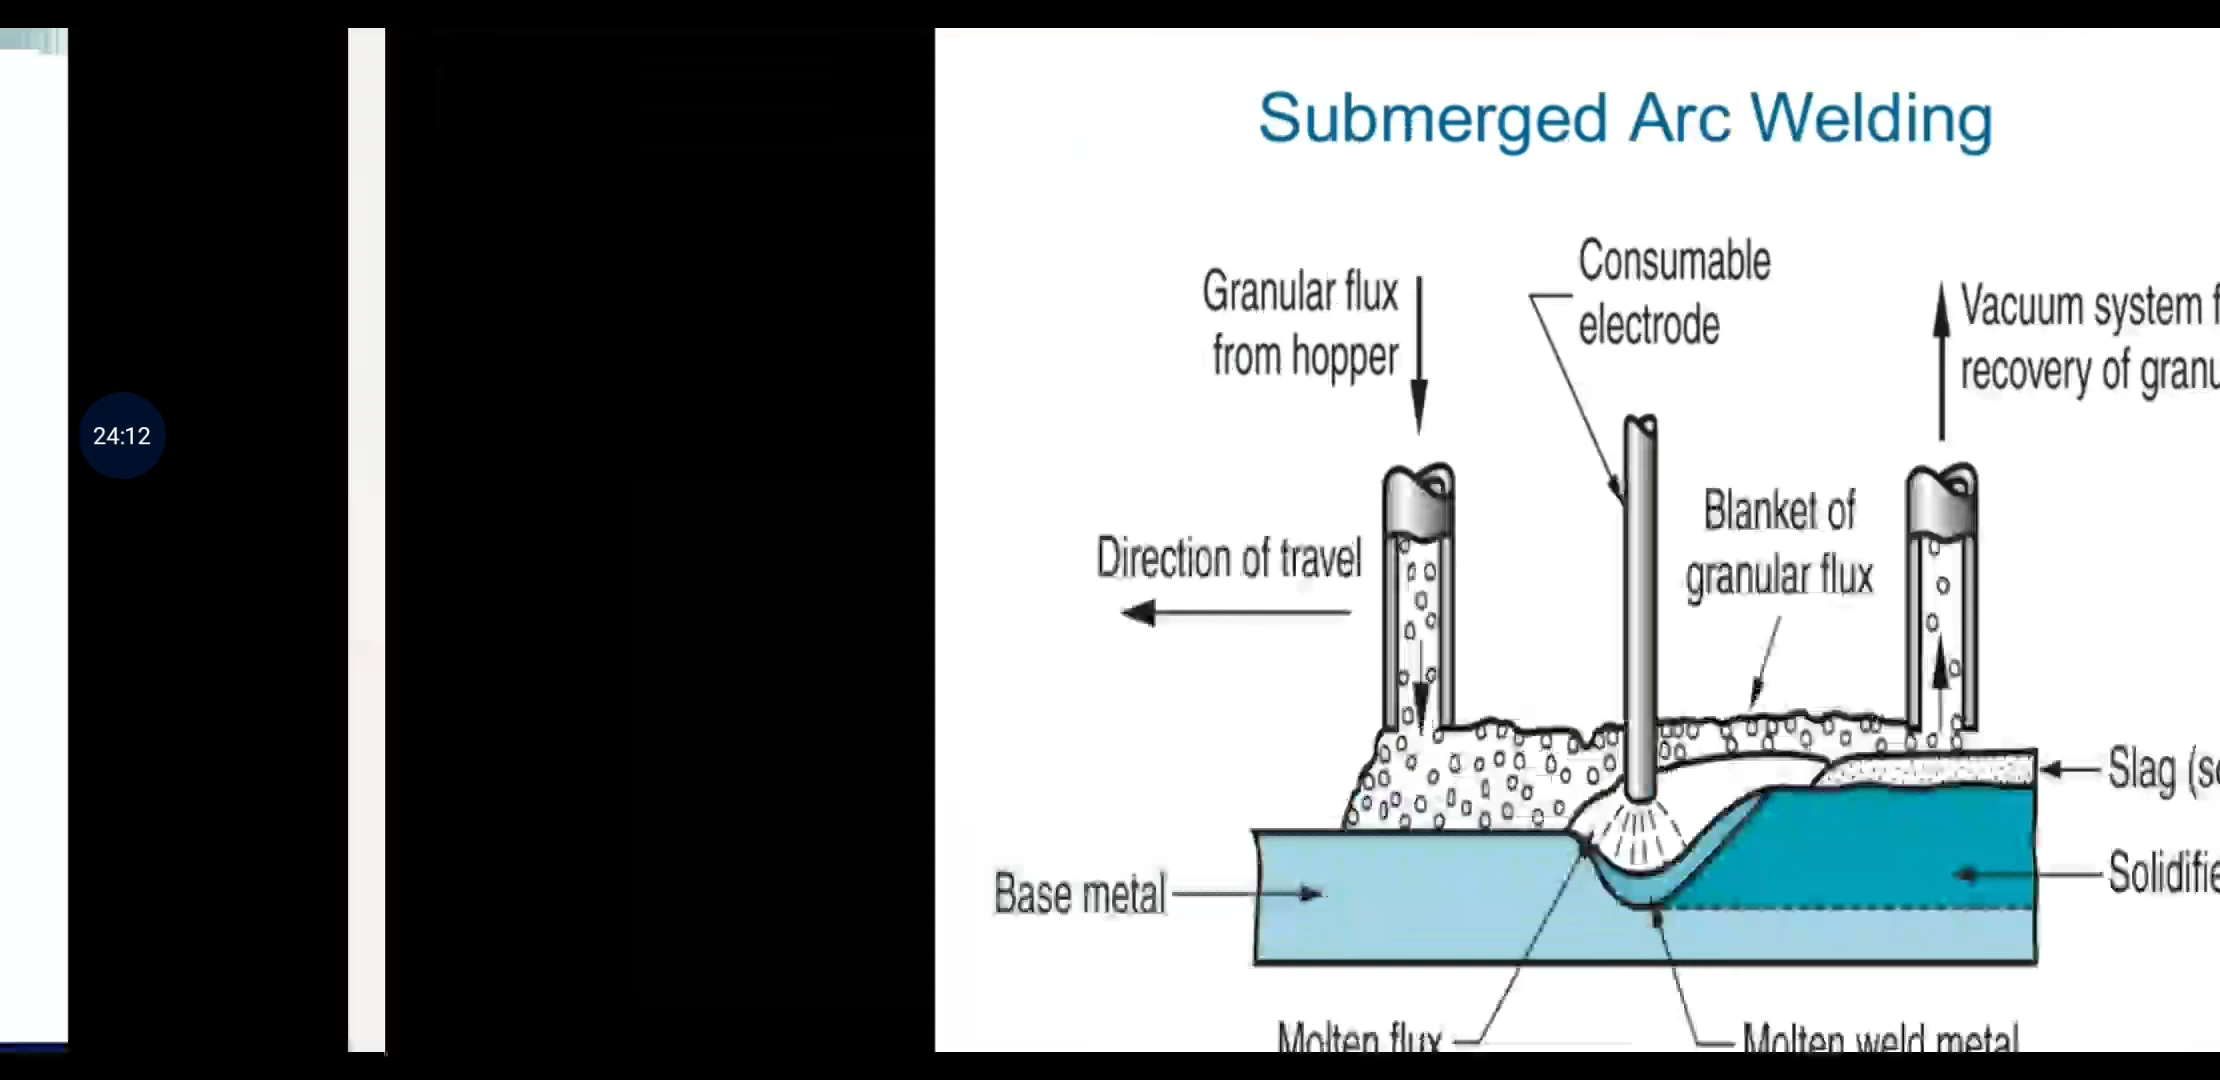 24:12
Submerged Arc Welding
Granular flux
from hopper
Consumable
electrode
Vacuum system f
recovery of granu
Blanket of
granular flux
Direction of travel
Slag (so
Base metal
Solidifie
Molten flux
Molten weld metal